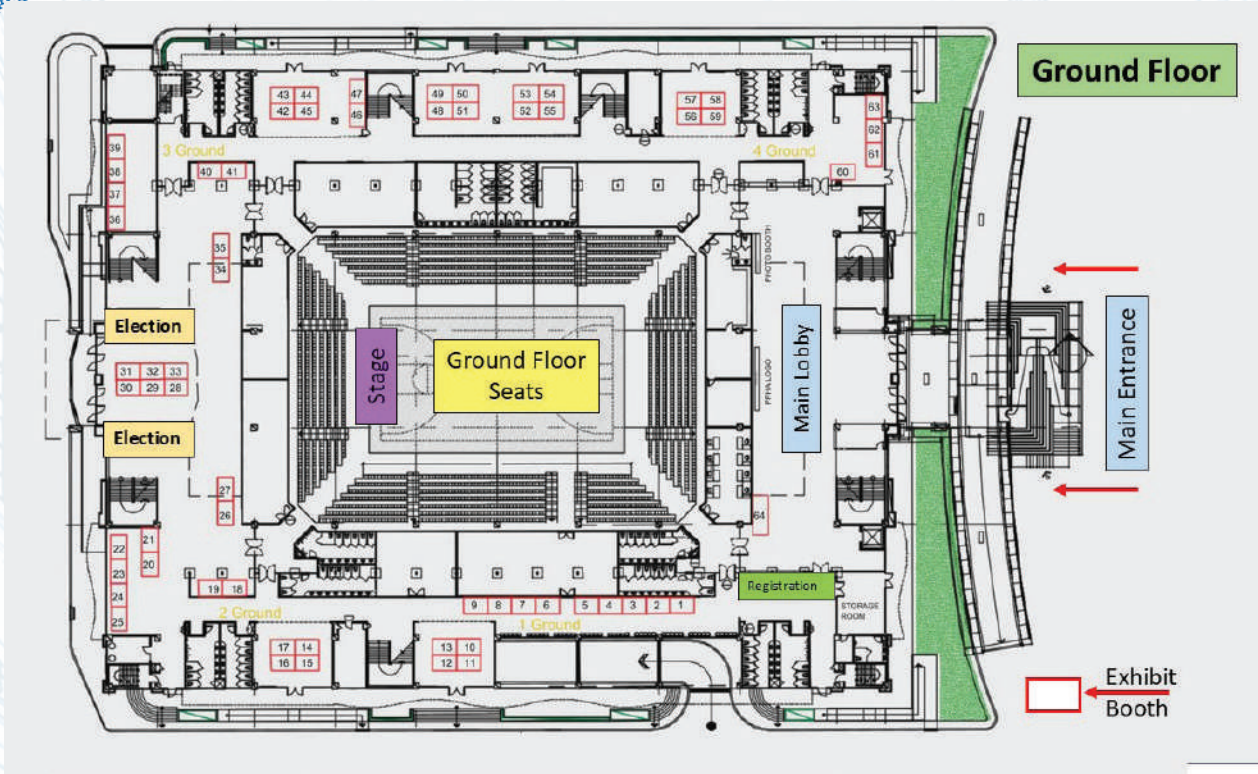 Ground Floor
43 44
42 45
47
46
49 50
48 51
53 54
52 55
57 58
56 59
63
62
61
60
3 Ground
4 Ground
39
38
37
36
40 41
35
34
PHOTO BOOTH
Election
31 32 33
30 29 28
Election
Stage
Ground Floor
Seats
Main Lobby
Main Entrance
27
26
64
22
23
24
25
21
20
19 18
Registration
STORAGE
ROOM
2 Ground
9 8 7 6 5 4 3 2 1
1 Ground
17 14
16 15
13 10
12 11
Exhibit
Booth